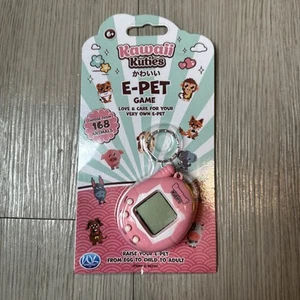 6+
Kawaii
Kuties
かわいい
E-PET
GAME
LOVE & CARE FOR YOUR
VERY OWN E-PET
168
ANIMALS
RAISE YOUR E-PET
FROM EGG TO CHILD TO ADULT